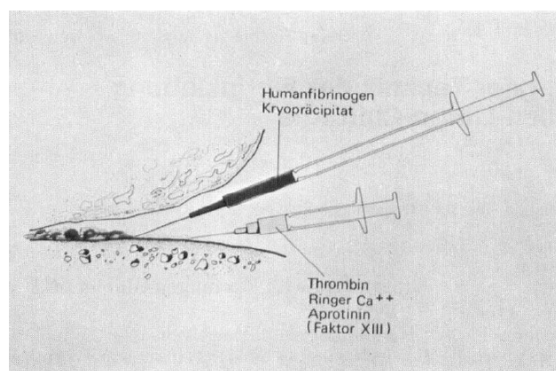 Humanfibrinogen
Kryopräcipitat
Thrombin
Ringer Ca++
Aprotinin
(Faktor XIII)